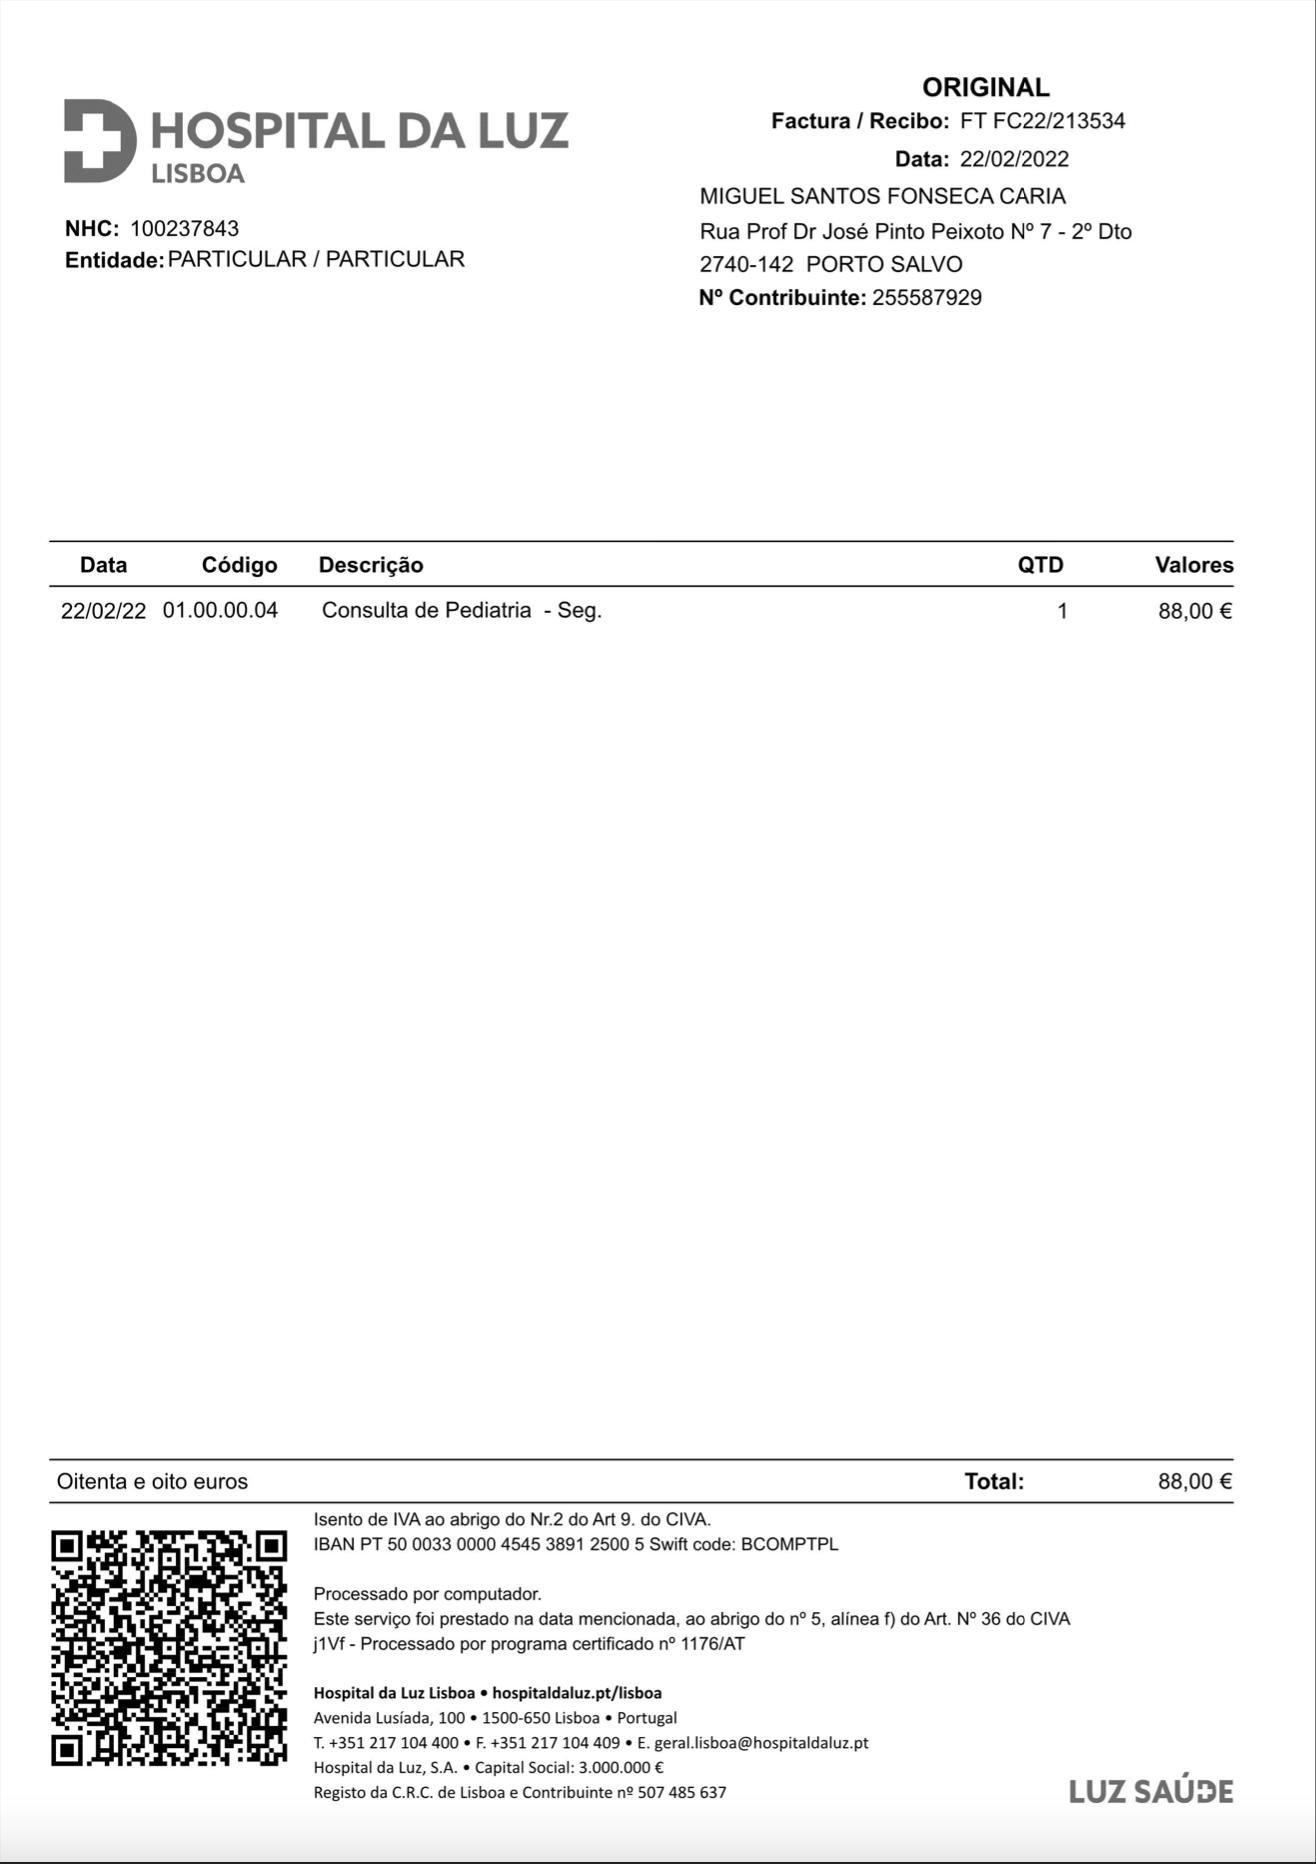 HOSPITAL DA LUZ
LISBOA
NHC: 100237843
Entidade: PARTICULAR / PARTICULAR
ORIGINAL
Factura / Recibo: FT FC22/213534
Data: 22/02/2022
MIGUEL SANTOS FONSECA CARIA
Rua Prof Dr José Pinto Peixoto Nº 7 - 2º Dto
2740-142 PORTO SALVO
Nº Contribuinte: 255587929
Data Código Descrição QTD Valores
22/02/22 01.00.00.04 Consulta de Pediatria - Seg. 1 88,00 €
Oitenta e oito euros Total: 88,00 €
Isento de IVA ao abrigo do Nr.2 do Art 9. do CIVA.
IBAN PT 50 0033 0000 4545 3891 2500 5 Swift code: BCOMPTPL
Processado por computador.
Este serviço foi prestado na data mencionada, ao abrigo do nº 5, alínea f) do Art. Nº 36 do CIVA
j1Vf - Processado por programa certificado nº 1176/AT
Hospital da Luz Lisboa • hospitaldaluz.pt/lisboa
Avenida Lusíada, 100 • 1500-650 Lisboa • Portugal
T. +351 217 104 400 • F. +351 217 104 409 • E. geral.lisboa@hospitaldaluz.pt
Hospital da Luz, S.A. • Capital Social: 3.000.000 €
Registo da C.R.C. de Lisboa e Contribuinte nº 507 485 637
LUZ SAÚDE